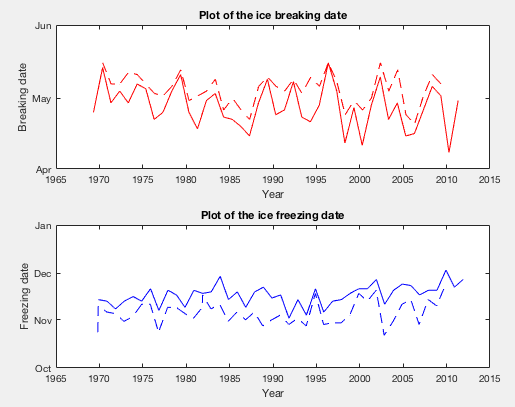 Plot of the ice breaking date
Jun
May
Apr
Breaking date
1965 1970 1975 1980 1985 1990 1995 2000 2005 2010 2015
Year
Plot of the ice freezing date
Jan
Dec
Nov
Oct
Freezing date
1965 1970 1975 1980 1985 1990 1995 2000 2005 2010 2015
Year